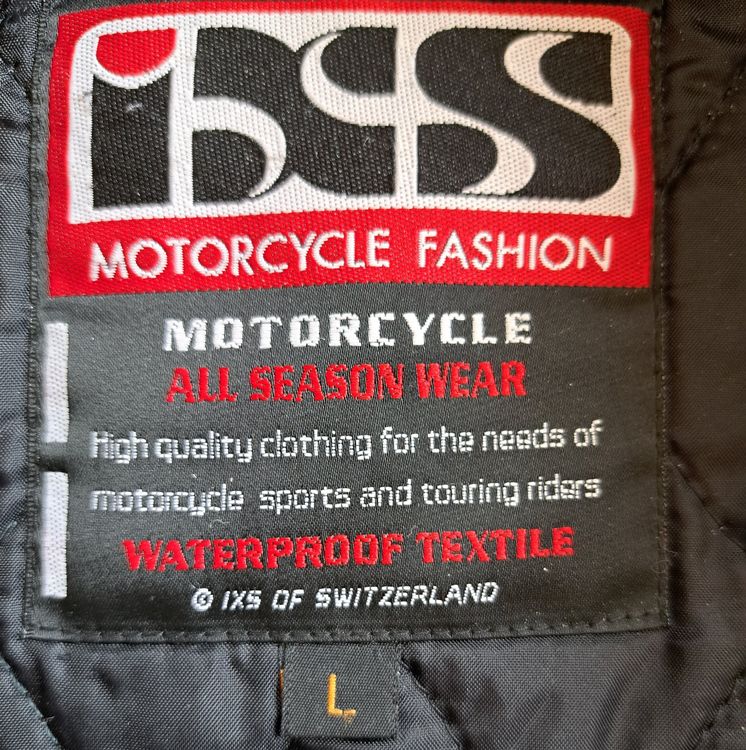 iXS
MOTORCYCLE FASHION
MOTORCYCLE
ALL SEASON WEAR
High quality clothing for the needs of
motorcycle sports and touring riders
WATERPROOF TEXTILE
© IXS OF SWITZERLAND
L